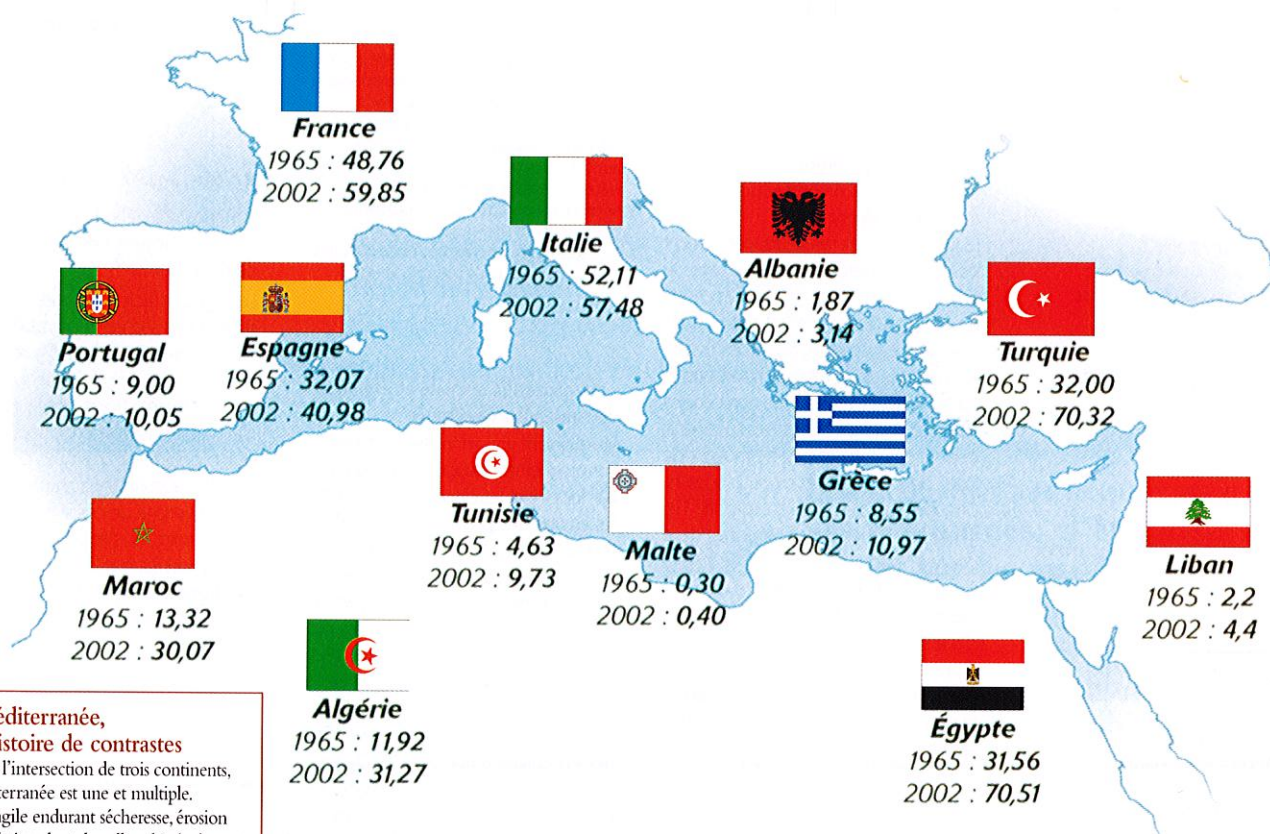 France
1965 : 48,76
2002 : 59,85
Italie
1965 : 52,11
2002 : 57,48
Albanie
1965 : 1,87
2002 : 3,14
Portugal
1965 : 9,00
2002 : 10,05
Espagne
1965 : 32,07
2002 : 40,98
Turquie
1965 : 32,00
2002 : 70,32
Tunisie
1965 : 4,63
2002 : 9,73
Malte
1965 : 0,30
2002 : 0,40
Grèce
1965 : 8,55
2002 : 10,97
Liban
1965 : 2,2
2002 : 4,4
Maroc
1965 : 13,32
2002 : 30,07
Algérie
1965 : 11,92
2002 : 31,27
Égypte
1965 : 31,56
2002 : 70,51
éditerranée,
istoire de contrastes
l'intersection de trois continents,
terranée est une et multiple.
agile endurant sécheresse, érosion